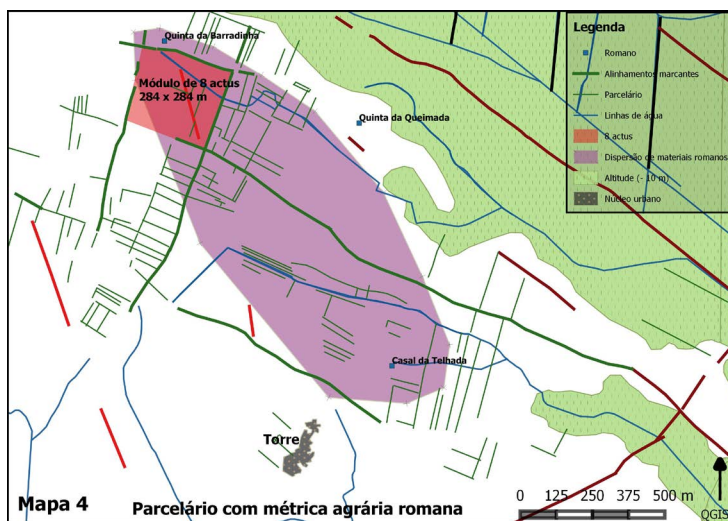 Quinta da Barradinha
Módulo de 8 actus
284 x 284 m
Quinta da Queimada
Casal da Telhada
Torre
Legenda
Romano
Alinhamentos marcantes
Parcelário
Linhas de água
8 actus
Dispersão de materiais romanos
Altitude (- 10 m)
Núcleo urbano
Mapa 4
Parcelário com métrica agrária romana
0 125 250 375 500 m
QGIS